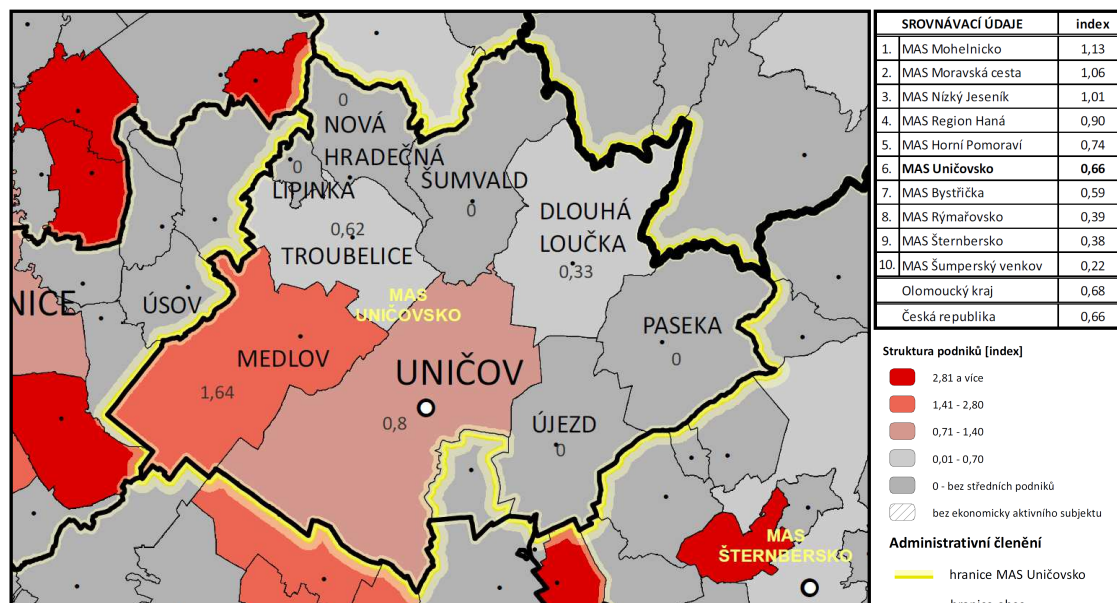 0
NOVÁ
HRADEČNÁ
0
LIPINKA
ŠUMVALD
0
0,62
TROUBELICE
DLOUHÁ
LOUČKA
0,33
NICE
ÚSOV
MAS
UNIČOVSKO
PASEKA
0
MEDLOV
1,64
UNIČOV
0,8
ÚJEZD
0
MAS
ŠTERNBERSKO
SROVNÁVACÍ ÚDAJE index
1. MAS Mohelnicko 1,13
2. MAS Moravská cesta 1,06
3. MAS Nízký Jeseník 1,01
4. MAS Region Haná 0,90
5. MAS Horní Pomoraví 0,74
6. MAS Uničovsko 0,66
7. MAS Bystřička 0,59
8. MAS Rýmařovsko 0,39
9. MAS Šternbersko 0,38
10. MAS Šumperský venkov 0,22
Olomoucký kraj 0,68
Česká republika 0,66
Struktura podniků [index]
2,81 a více
1,41 - 2,80
0,71 - 1,40
0,01 - 0,70
0 - bez středních podniků
bez ekonomicky aktivního subjektu
Administrativní členění
hranice MAS Uničovsko